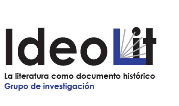 IdeoLit
La literatura como documento histórico
Grupo de investigación